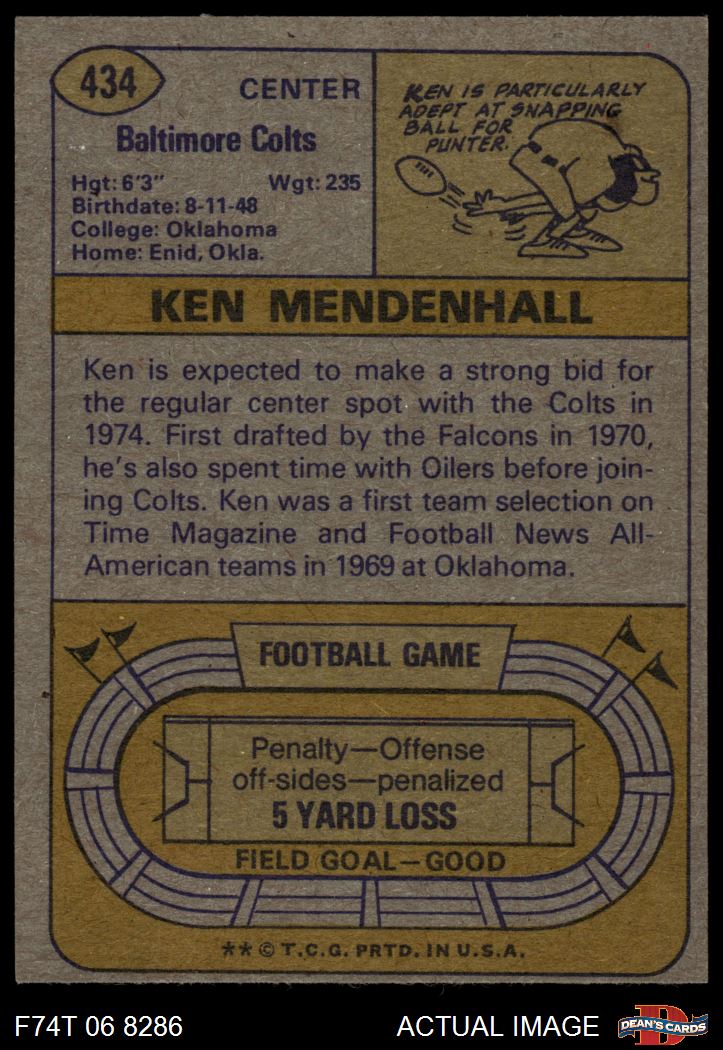 434
CENTER
Baltimore Colts
Hgt: 6'3" Wgt: 235
Birthdate: 8-11-48
College: Oklahoma
Home: Enid, Okla.
KEN IS PARTICULARLY
ADEPT AT SNAPPING
BALL FOR
PUNTER.
KEN MENDENHALL
Ken is expected to make a strong bid for
the regular center spot with the Colts in
1974. First drafted by the Falcons in 1970,
he's also spent time with Oilers before join-
ing Colts. Ken was a first team selection on
Time Magazine and Football News All-
American teams in 1969 at Oklahoma.
FOOTBALL GAME
Penalty—Offense
off-sides—penalized
5 YARD LOSS
FIELD GOAL—GOOD
** © T.C.G. PRTD. IN U.S.A.
F74T 06 8286 ACTUAL IMAGE
D
DEAN'S CARDS